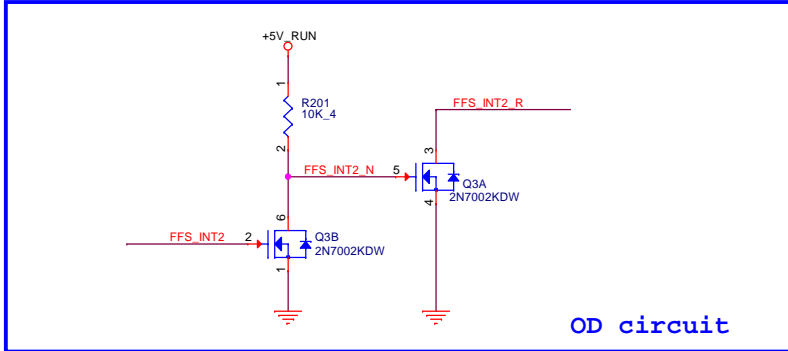 +5V_RUN
1
R201
10K_4
2
FFS_INT2_R
3
FFS_INT2_N
5
Q3A
2N7002KDW
4
6
FFS_INT2
2
Q3B
2N7002KDW
1
OD circuit